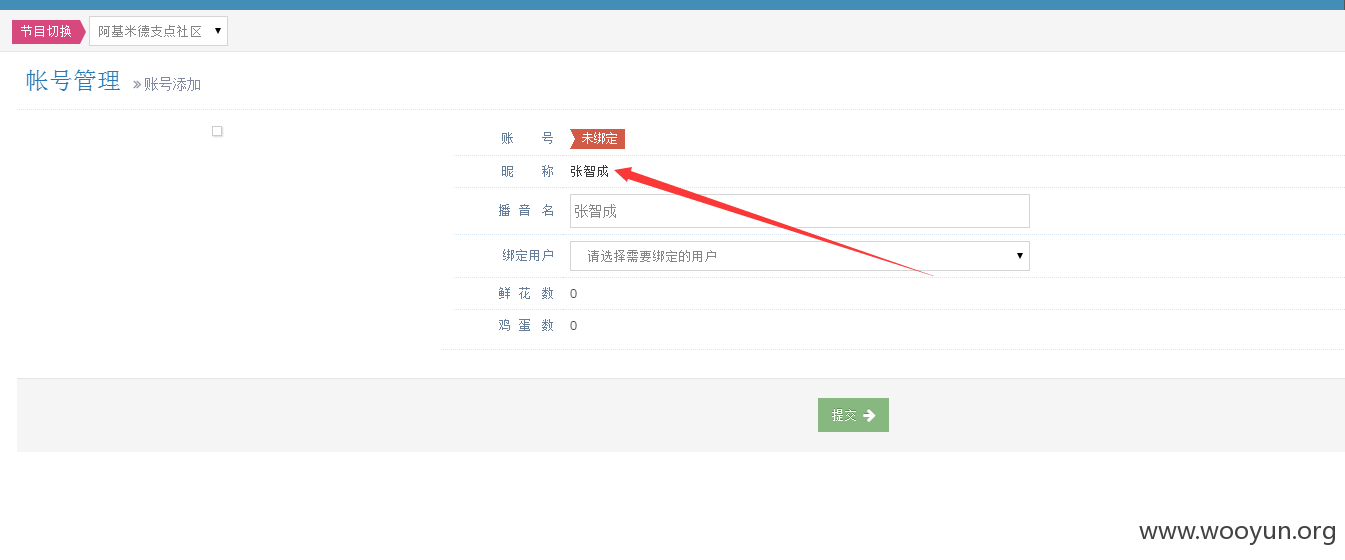 节目切换 阿基米德支点社区
帐号管理 » 账号添加
账 号 未绑定
昵 称 张智成
播 音 名 张智成
绑定用户 请选择需要绑定的用户
鲜 花 数 0
鸡 蛋 数 0
提交
www.wooyun.org